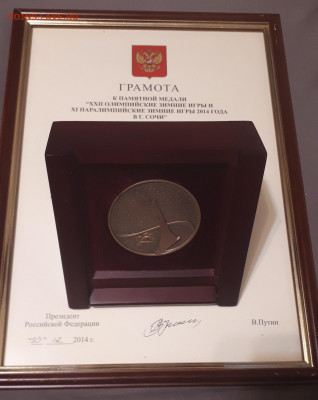 ГРАМОТА
К ПАМЯТНОЙ МЕДАЛИ
"XXII ОЛИМПИЙСКИЕ ЗИМНИЕ ИГРЫ И
XI ПАРАЛИМПИЙСКИЕ ЗИМНИЕ ИГРЫ 2014 ГОДА
В Г. СОЧИ"
Президент
Российской Федерации
В.Путин
2014 г.